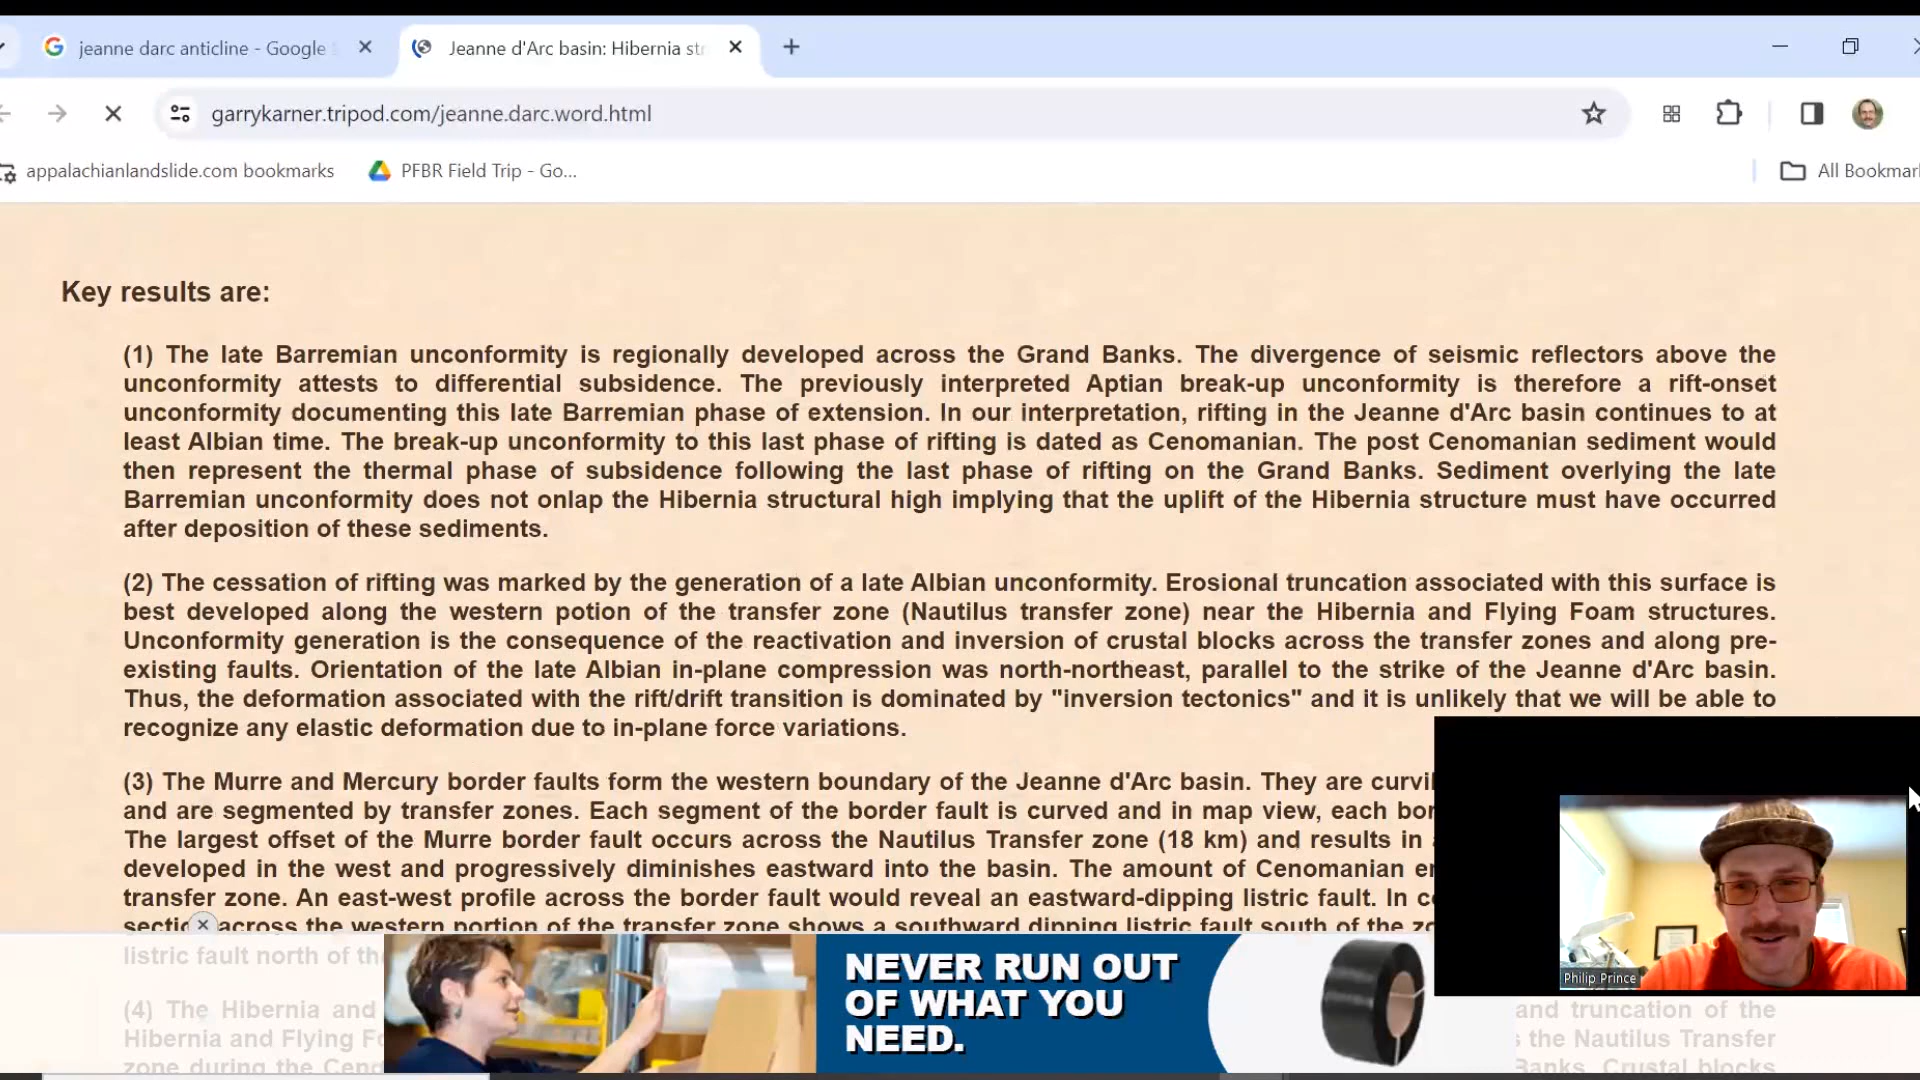 jeanne darc anticline - Google
Jeanne d'Arc basin: Hibernia str
garrykarner.tripod.com/jeanne.darc.word.html
appalachianlandslide.com bookmarks
PFBR Field Trip - Go...
All Bookmar
Key results are:
(1) The late Barremian unconformity is regionally developed across the Grand Banks. The divergence of seismic reflectors above the
unconformity attests to differential subsidence. The previously interpreted Aptian break-up unconformity is therefore a rift-onset
unconformity documenting this late Barremian phase of extension. In our interpretation, rifting in the Jeanne d'Arc basin continues to at
least Albian time. The break-up unconformity to this last phase of rifting is dated as Cenomanian. The post Cenomanian sediment would
then represent the thermal phase of subsidence following the last phase of rifting on the Grand Banks. Sediment overlying the late
Barremian unconformity does not onlap the Hibernia structural high implying that the uplift of the Hibernia structure must have occurred
after deposition of these sediments.
(2) The cessation of rifting was marked by the generation of a late Albian unconformity. Erosional truncation associated with this surface is
best developed along the western potion of the transfer zone (Nautilus transfer zone) near the Hibernia and Flying Foam structures.
Unconformity generation is the consequence of the reactivation and inversion of crustal blocks across the transfer zones and along pre-
existing faults. Orientation of the late Albian in-plane compression was north-northeast, parallel to the strike of the Jeanne d'Arc basin.
Thus, the deformation associated with the rift/drift transition is dominated by "inversion tectonics" and it is unlikely that we will be able to
recognize any elastic deformation due to in-plane force variations.
(3) The Murre and Mercury border faults form the western boundary of the Jeanne d'Arc basin. They are curvil
and are segmented by transfer zones. Each segment of the border fault is curved and in map view, each bor
The largest offset of the Murre border fault occurs across the Nautilus Transfer zone (18 km) and results in
developed in the west and progressively diminishes eastward into the basin. The amount of Cenomanian er
transfer zone. An east-west profile across the border fault would reveal an eastward-dipping listric fault. In c
sectio across the western portion of the transfer zone shows a southward dipping listric fault south of the zo
listric fault north of th
(4) The Hibernia and
and truncation of the
Hibernia and Flying Fo
s the Nautilus Transfer
zone during the Ceno
Banks. Crustal blocks
NEVER RUN OUT
OF WHAT YOU
NEED.
Philip Prince